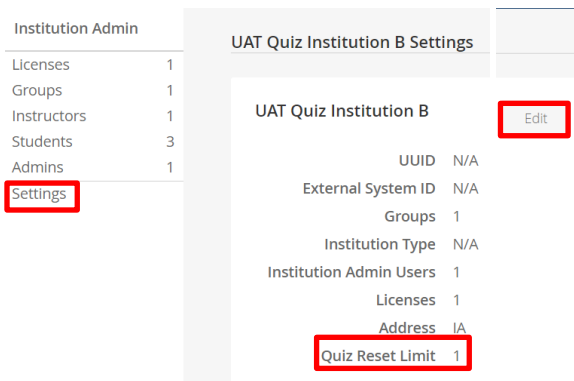 Institution Admin
Licenses 1
Groups 1
Instructors 1
Students 3
Admins 1
Settings
UAT Quiz Institution B Settings
UAT Quiz Institution B
Edit
UUID N/A
External System ID N/A
Groups 1
Institution Type N/A
Institution Admin Users 1
Licenses 1
Address IA
Quiz Reset Limit 1